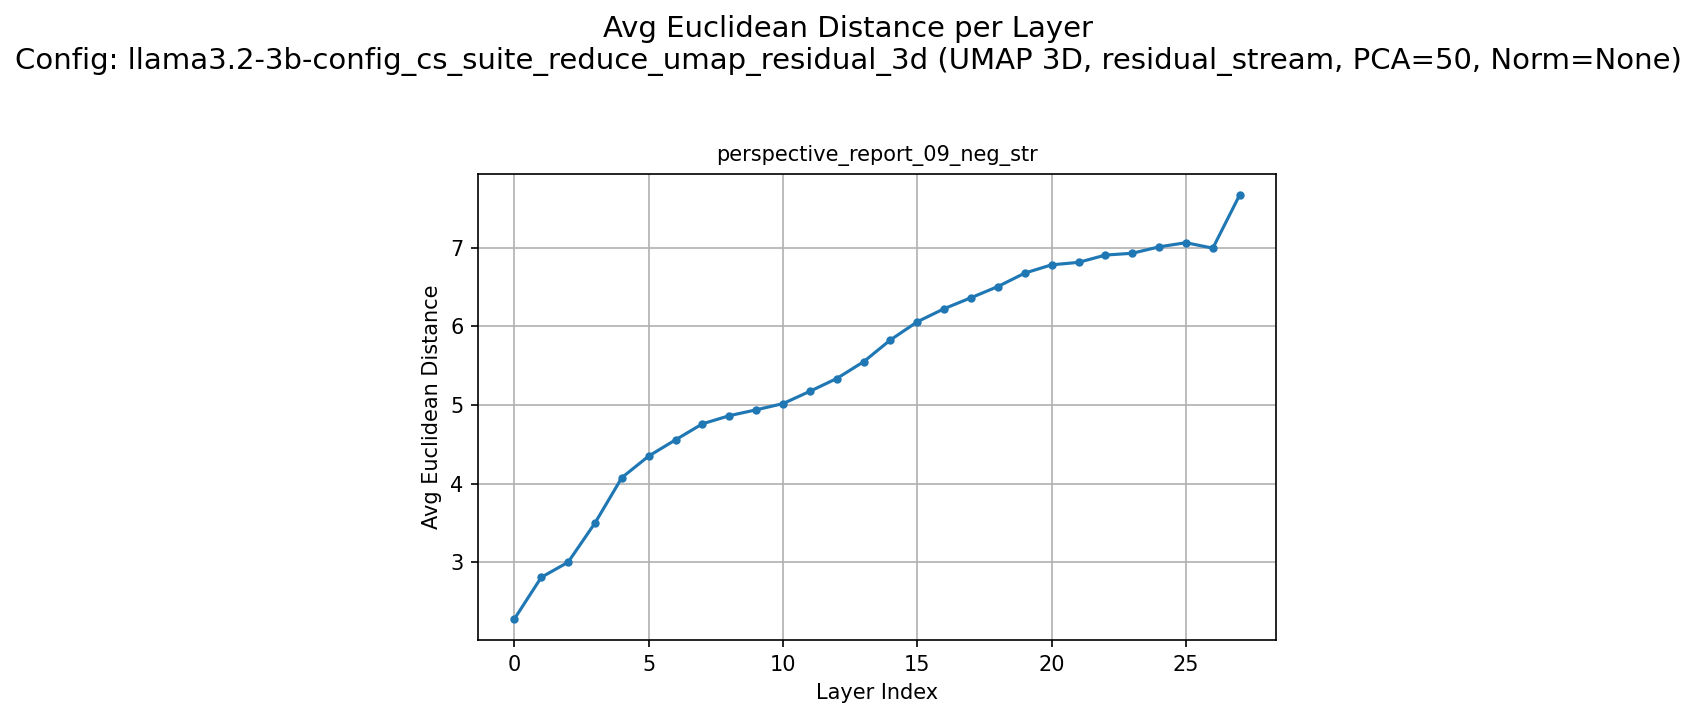 Avg Euclidean Distance per Layer
Config: llama3.2-3b-config_cs_suite_reduce_umap_residual_3d (UMAP 3D, residual_stream, PCA=50, Norm=None)
perspective_report_09_neg_str
Avg Euclidean Distance
7
6
5
4
3
0 5 10 15 20 25
Layer Index